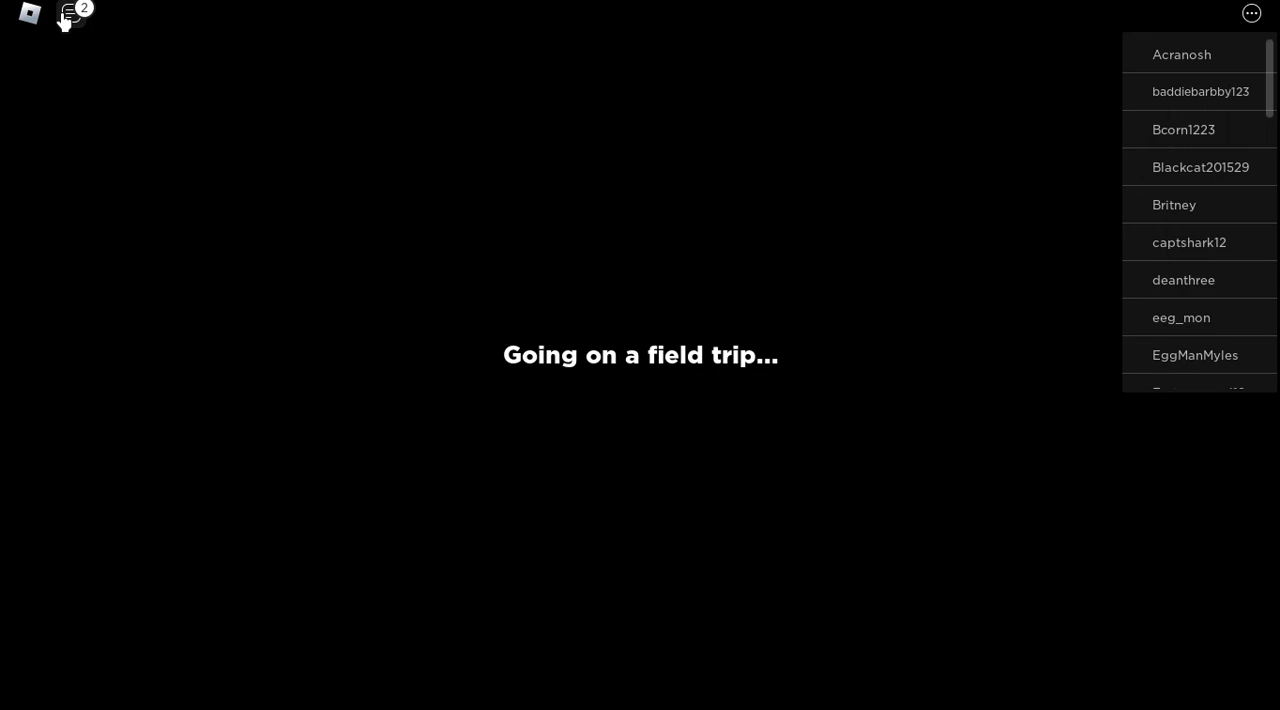 2
Acranosh
baddiebarbby123
Bcorn1223
Blackcat201529
Britney
captshark12
deanthree
eeg_mon
Going on a field trip...
EggManMyles